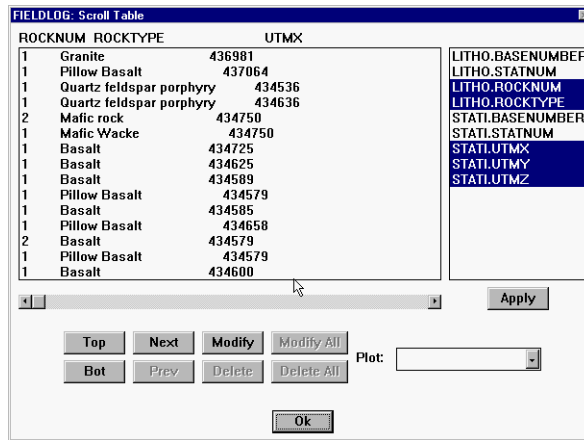 FIELDLOG: Scroll Table
ROCKNUM ROCKTYPE UTMX
1 Granite 436981
1 Pillow Basalt 437064
1 Quartz feldspar porphyry 434536
1 Quartz feldspar porphyry 434636
2 Mafic rock 434750
1 Mafic Wacke 434750
1 Basalt 434725
1 Basalt 434625
1 Basalt 434589
1 Pillow Basalt 434579
1 Basalt 434585
1 Pillow Basalt 434658
2 Basalt 434579
1 Pillow Basalt 434579
1 Basalt 434600
LITHO.BASENUMBER
LITHO.STATNUM
LITHO.ROCKNUM
LITHO.ROCKTYPE
STATI.BASENUMBER
STATI.STATNUM
STATI.UTMX
STATI.UTMY
STATI.UTMZ
Apply
Top Next Modify Modify All
Plot:
Bot Prev Delete Delete All
Ok